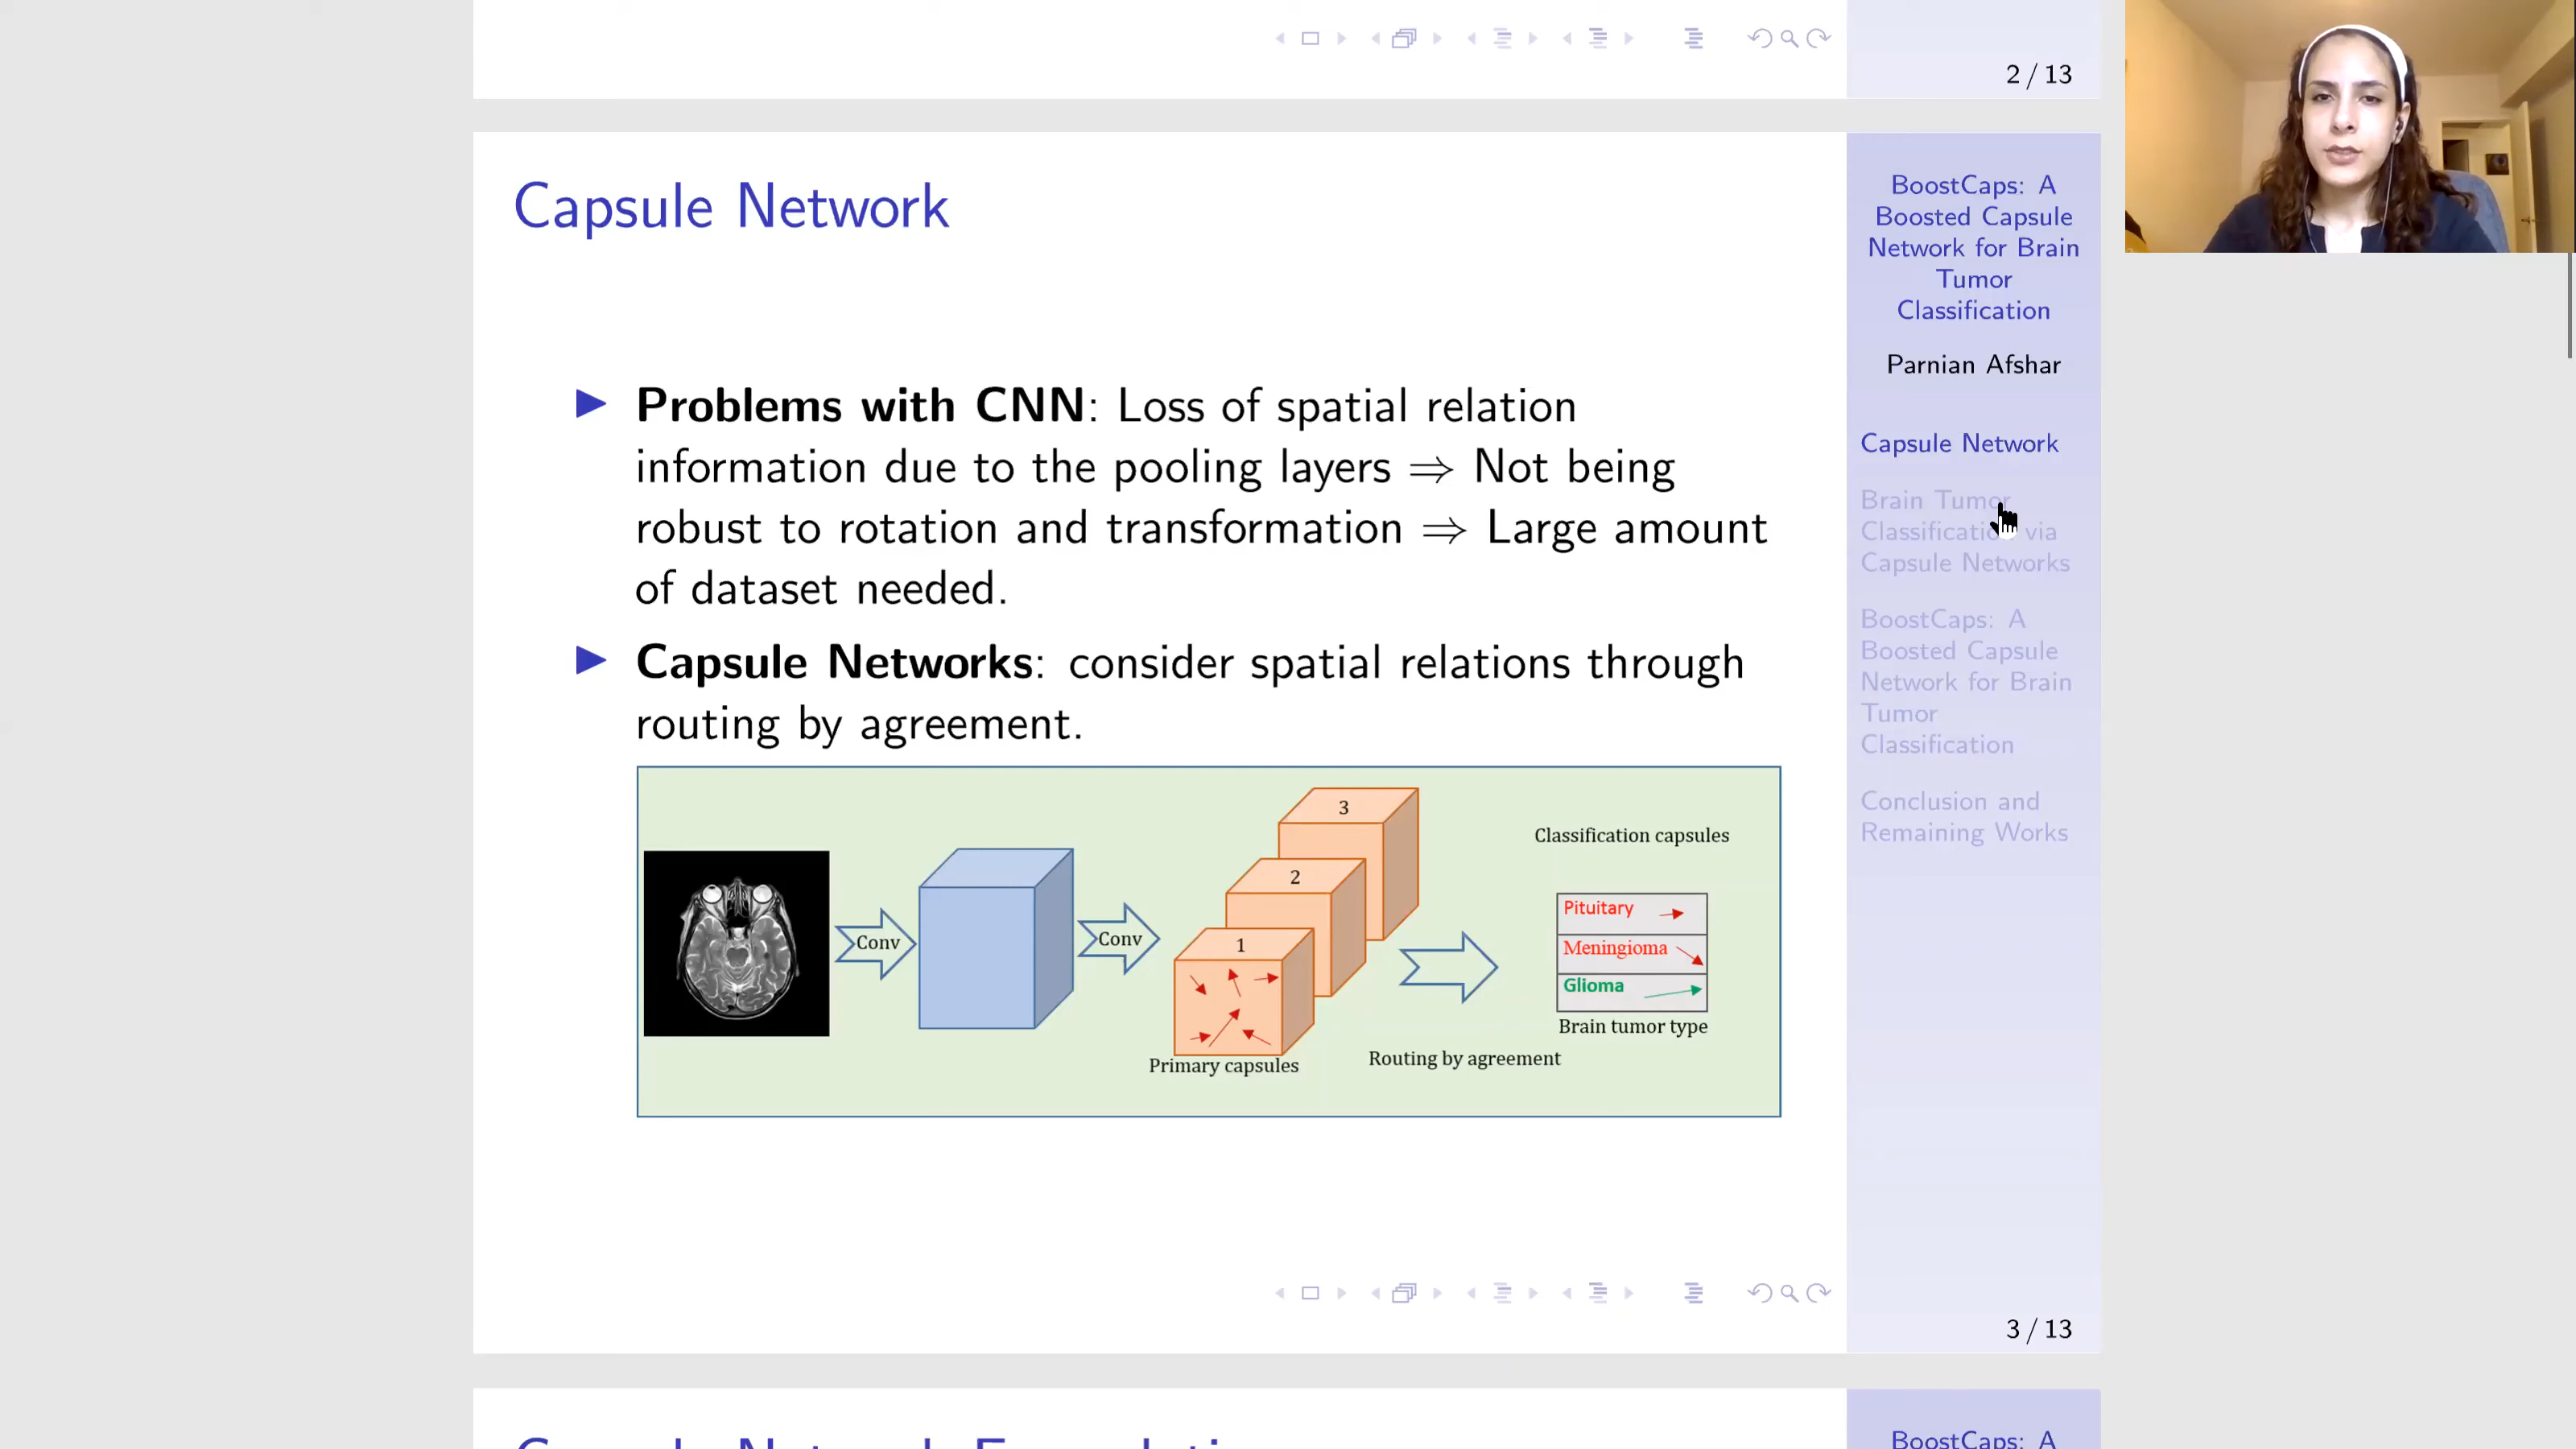 2 / 13
Capsule Network
Problems with CNN: Loss of spatial relation
information due to the pooling layers ⇒ Not being
robust to rotation and transformation ⇒ Large amount
of dataset needed.
Capsule Networks: consider spatial relations through
routing by agreement.
Conv
Conv
3
2
1
Primary capsules
Routing by agreement
Classification capsules
Pituitary
Meningioma
Glioma
Brain tumor type
BoostCaps: A
Boosted Capsule
Network for Brain
Tumor
Classification
Parnian Afshar
Capsule Network
Brain Tumor
Classification via
Capsule Networks
BoostCaps: A
Boosted Capsule
Network for Brain
Tumor
Classification
Conclusion and
Remaining Works
3 / 13
BoostCaps: A